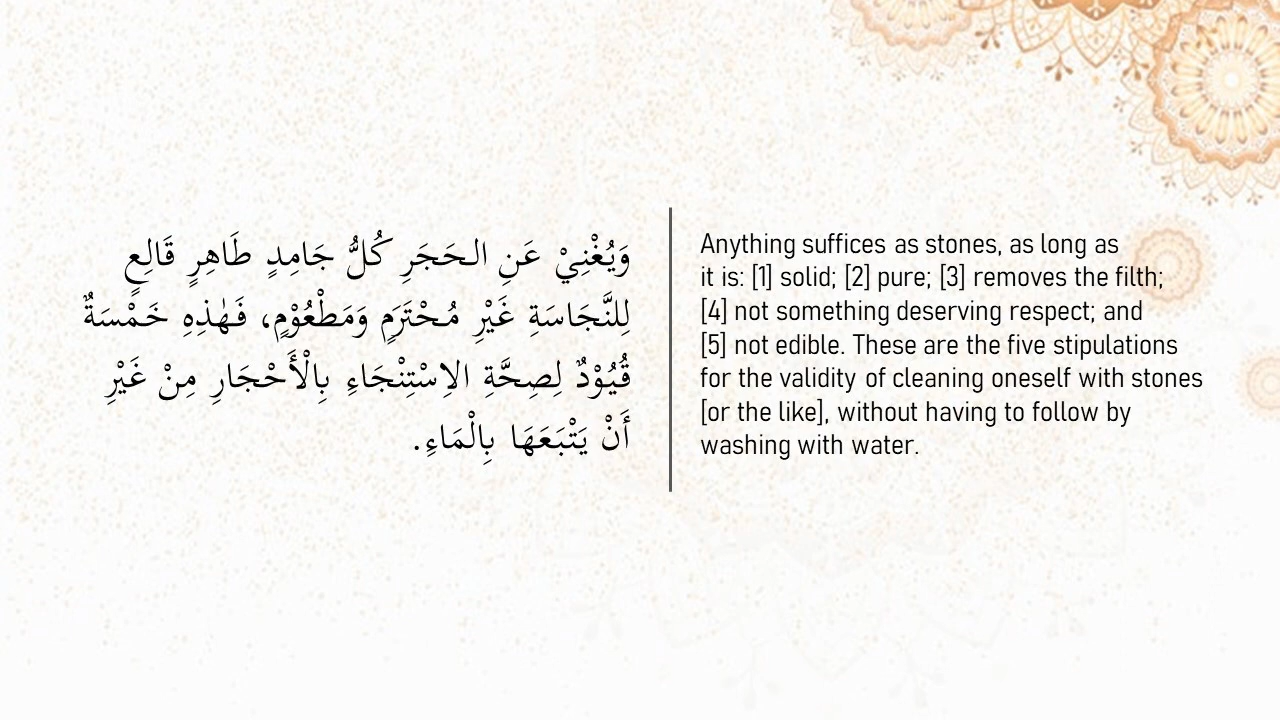 وَيُغْنِيْ عَنِ الحَجَرِ كُلُّ جَامِدٍ طَاهِرٍ قَالِعٍ
لِلنَّجَاسَةِ غَيْرِ مُحْتَرَمٍ وَمَطْعُوْمٍ، فَهٰذِهِ خَمْسَةٌ
قُيُوْدٌ لِصِحَّةِ الاِسْتِنْجَاءِ بِالْأَحْجَارِ مِنْ غَيْرِ
أَنْ يَتْبَعَهَا بِالْمَاءِ.
Anything suffices as stones, as long as
it is: [1] solid; [2] pure; [3] removes the filth;
[4] not something deserving respect; and
[5] not edible. These are the five stipulations
for the validity of cleaning oneself with stones
[or the like], without having to follow by
washing with water.